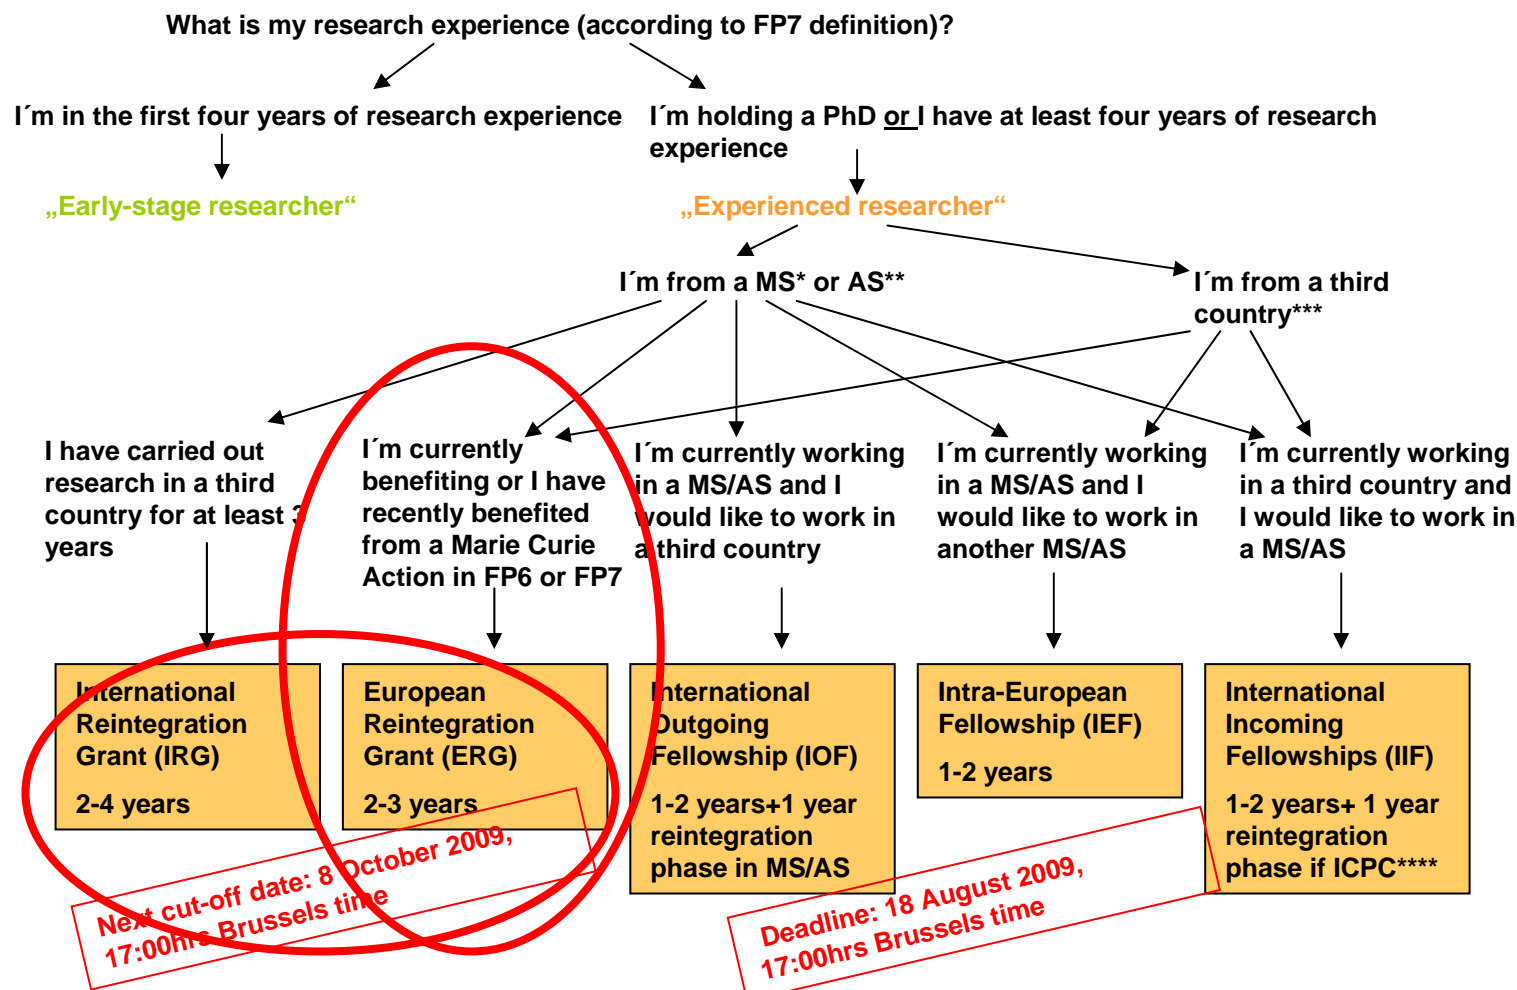 What is my research experience (according to FP7 definition)?
I´m in the first four years of research experience
I´m holding a PhD or I have at least four years of research
experience
„Early-stage researcher“
„Experienced researcher“
I´m from a MS* or AS**
I´m from a third
country***
I have carried out
research in a third
country for at least 3
years
I´m currently
benefiting or I have
recently benefited
from a Marie Curie
Action in FP6 or FP7
I´m currently working
in a MS/AS and I
would like to work in
a third country
I´m currently working
in a MS/AS and I
would like to work in
another MS/AS
I´m currently working
in a third country and
I would like to work in
a MS/AS
International
Reintegration
Grant (IRG)
2-4 years
European
Reintegration
Grant (ERG)
2-3 years
International
Outgoing
Fellowship (IOF)
1-2 years+1 year
reintegration
phase in MS/AS
Intra-European
Fellowship (IEF)
1-2 years
International
Incoming
Fellowships (IIF)
1-2 years+ 1 year
reintegration
phase if ICPC****
Next cut-off date: 8 October 2009,
17:00hrs Brussels time
Deadline: 18 August 2009,
17:00hrs Brussels time